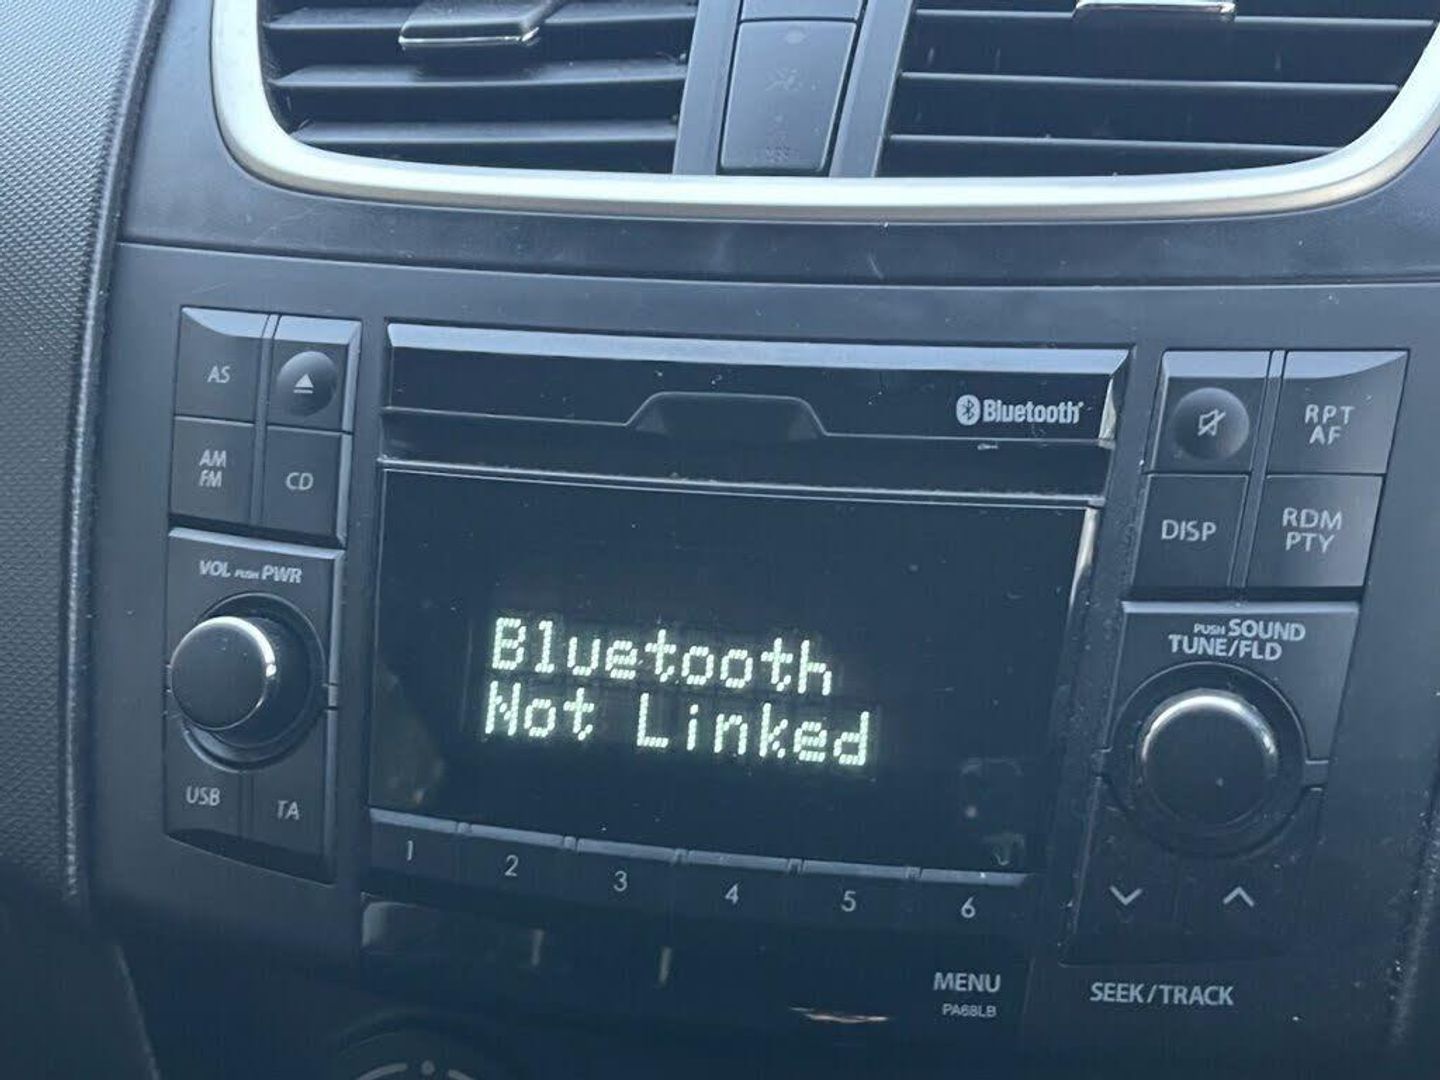 Bluetooth
AS
RPT
AF
AM
FM
CD
DISP
RDM
PTY
VOL PUSH PWR
PUSH SOUND
TUNE/FLD
Bluetooth
Not Linked
USB
TA
1 2 3 4 5 6
MENU
PA68LB
SEEK/TRACK